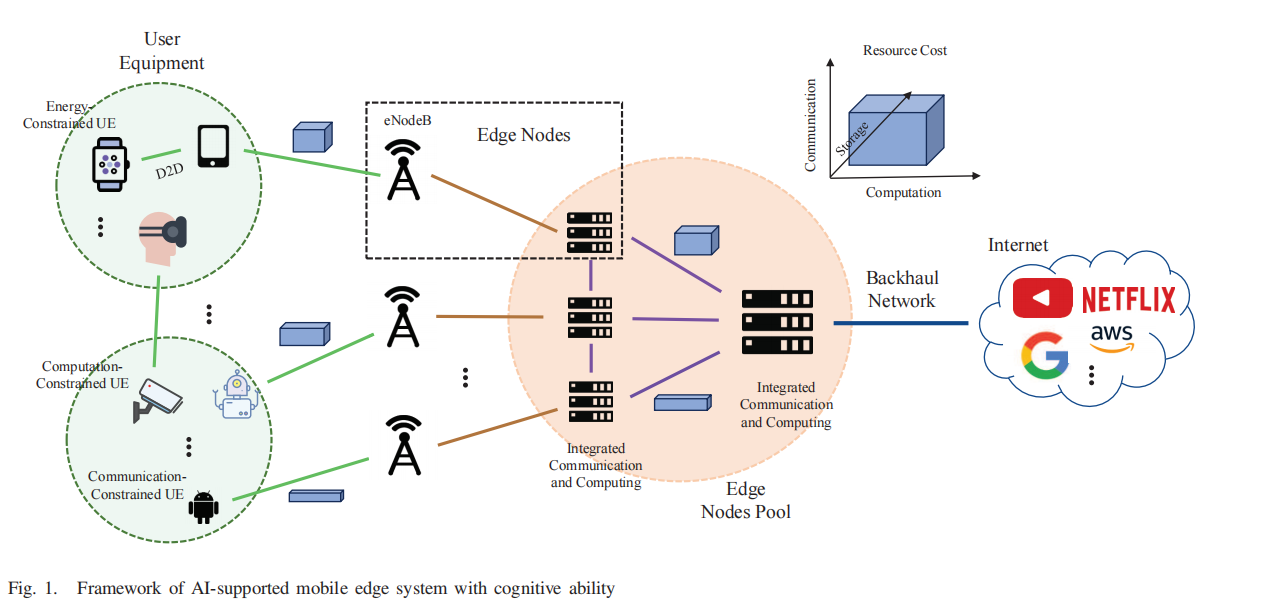 User
Equipment
Energy-
Constrained UE
D2D
eNodeB
Edge Nodes
Resource Cost
Communication
Storage
Computation
Computation-
Constrained UE
Communication-
Constrained UE
Integrated
Communication
and Computing
Integrated
Communication
and Computing
Edge
Nodes Pool
Backhaul
Network
Internet
NETFLIX
G
aws
Fig. 1. Framework of AI-supported mobile edge system with cognitive ability